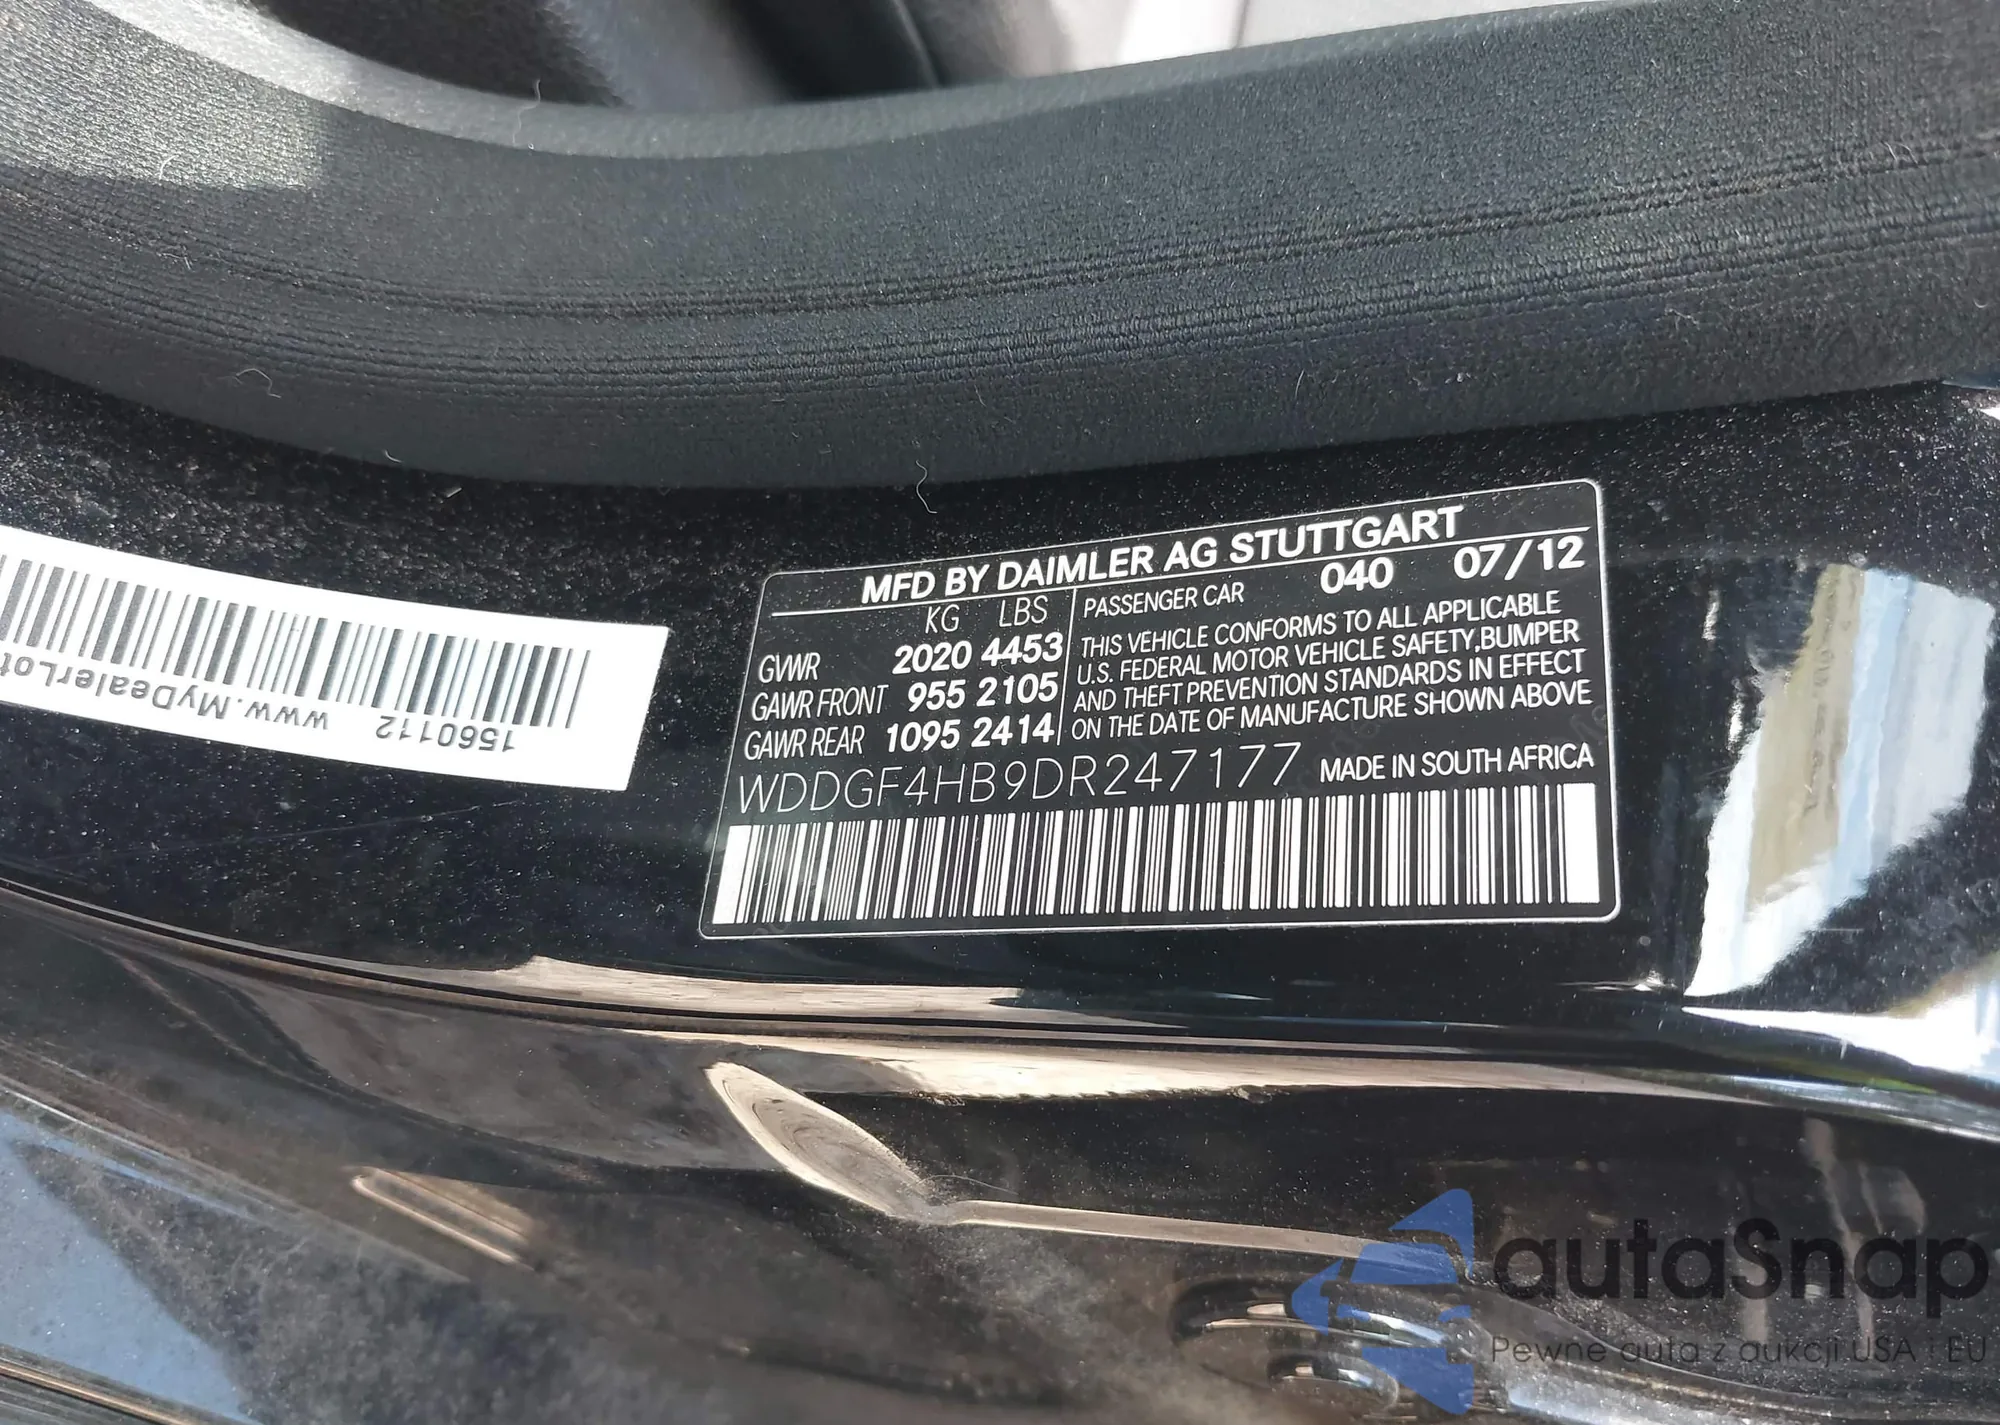 MFD BY DAIMLER AG STUTTGART
KG LBS
GVWR 2020 4453
GAWR FRONT 955 2105
GAWR REAR 1095 2414
PASSENGER CAR 040 07/12
THIS VEHICLE CONFORMS TO ALL APPLICABLE
U.S. FEDERAL MOTOR VEHICLE SAFETY,BUMPER
AND THEFT PREVENTION STANDARDS IN EFFECT
ON THE DATE OF MANUFACTURE SHOWN ABOVE
WDDGF4HB9DR247177 MADE IN SOUTH AFRICA
1560112 www.MyDealerLot
autaSnap
Pewne auta z aukcji USA i EU